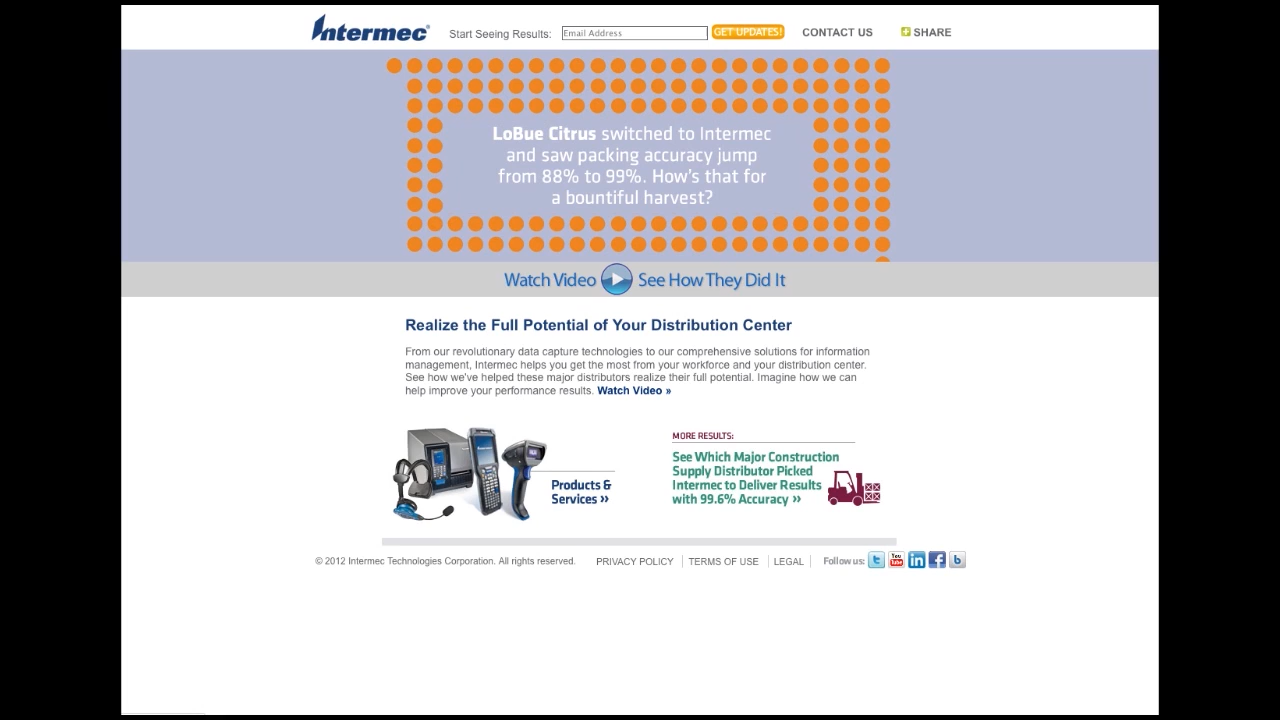 Intermec®
Start Seeing Results:
Email Address
GET UPDATES!
CONTACT US
SHARE
LoBue Citrus switched to Intermec
and saw packing accuracy jump
from 88% to 99%. How's that for
a bountiful harvest?
Watch Video
See How They Did It
Realize the Full Potential of Your Distribution Center
From our revolutionary data capture technologies to our comprehensive solutions for information
management, Intermec helps you get the most from your workforce and your distribution center.
See how we've helped these major distributors realize their full potential. Imagine how we can
help improve your performance results. Watch Video »
Products &
Services »
MORE RESULTS:
See Which Major Construction
Supply Distributor Picked
Intermec to Deliver Results
with 99.6% Accuracy »
© 2012 Intermec Technologies Corporation. All rights reserved.
PRIVACY POLICY
TERMS OF USE
LEGAL
Follow us:
t
You Tube
in
f
b